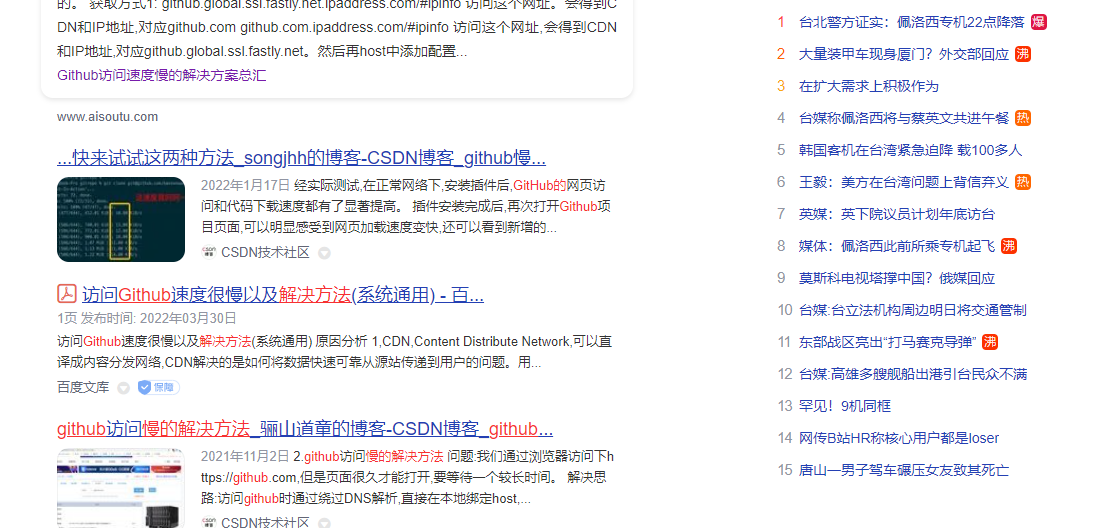 的。 获取方式1: github.global.ssl.fastly.net.ipaddress.com/#ipinfo 访问这个网址。会得到C
DN和IP地址,对应github.com github.com.ipaddress.com/#ipinfo 访问这个网址,会得到CDN
和IP地址,对应github.global.ssl.fastly.net。然后再host中添加配置...
Github访问速度慢的解决方案总汇
www.aisoutu.com
...快来试试这两种方法_songjhh的博客-CSDN博客_github慢...
2022年1月17日 经实际测试,在正常网络下,安装插件后,GitHub的网页访
问和代码下载速度都有了显著提高。 插件安装完成后,再次打开Github项
目页面,可以明显感受到网页加载速度变快,还可以看到新增的...
CSDN技术社区
访问Github速度很慢以及解决方法(系统通用) - 百...
1页 发布时间: 2022年03月30日
访问Github速度很慢以及解决方法(系统通用) 原因分析 1,CDN,Content Distribute Network,可以直
译成内容分发网络,CDN解决的是如何将数据快速可靠从源站传递到用户的问题。用...
百度文库 保障
github访问慢的解决方法_骊山道童的博客-CSDN博客_github...
2021年11月2日 2.github访问慢的解决方法 问题:我们通过浏览器访问下h
ttps://github.com,但是页面很久才能打开,要等待一个较长时间。 解决思
路:访问github时通过绕过DNS解析,直接在本地绑定host,...
CSDN技术社区
1 台北警方证实：佩洛西专机22点降落 爆
2 大量装甲车现身厦门？外交部回应 沸
3 在扩大需求上积极作为
4 台媒称佩洛西将与蔡英文共进午餐 热
5 韩国客机在台湾紧急迫降 载100多人
6 王毅：美方在台湾问题上背信弃义 热
7 英媒：英下院议员计划年底访台
8 媒体：佩洛西此前所乘专机起飞 沸
9 莫斯科电视塔撑中国？俄媒回应
10 台媒:台立法机构周边明日将交通管制
11 东部战区亮出“打马赛克导弹” 沸
12 台媒:高雄多艘舰船出港引台民众不满
13 罕见！9机同框
14 网传B站HR称核心用户都是loser
15 唐山一男子驾车碾压女友致其死亡